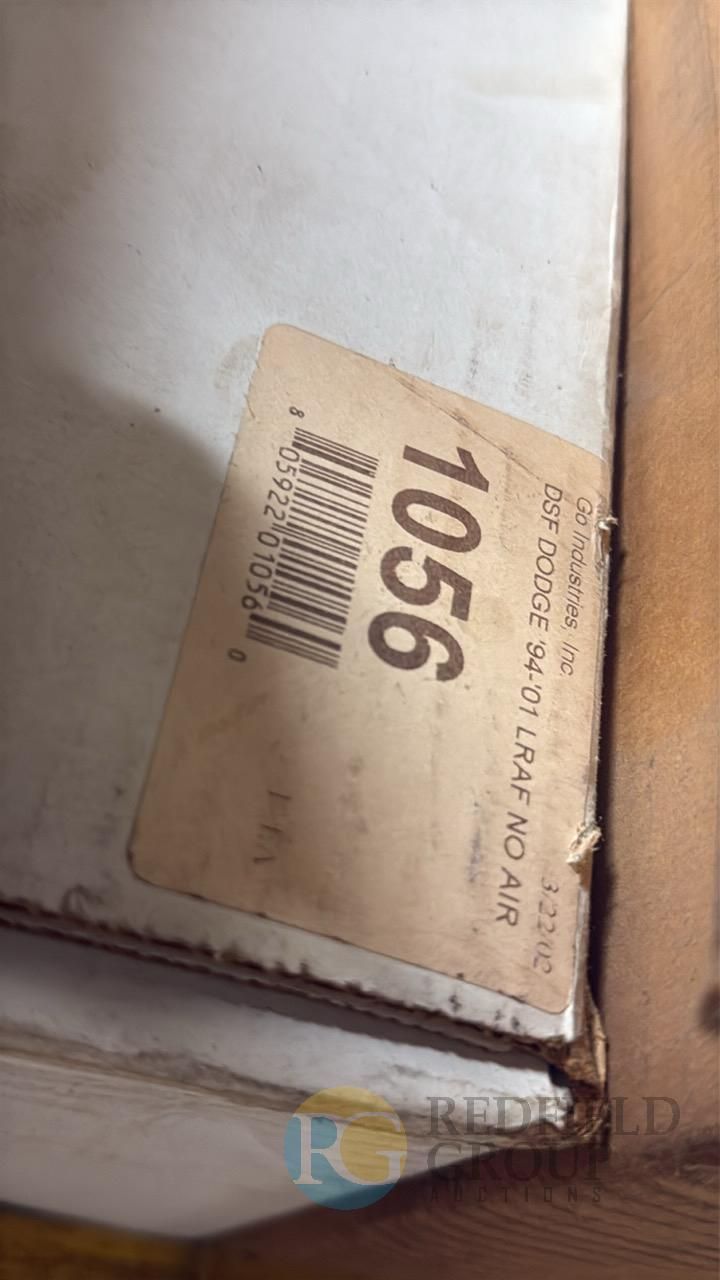 Go Industries, Inc
3/22/02
DSF DODGE '94-'01 LRAF NO AIR
1056
8 05922 01056 0
RG REDFIELD
GROUP
AUCTIONS